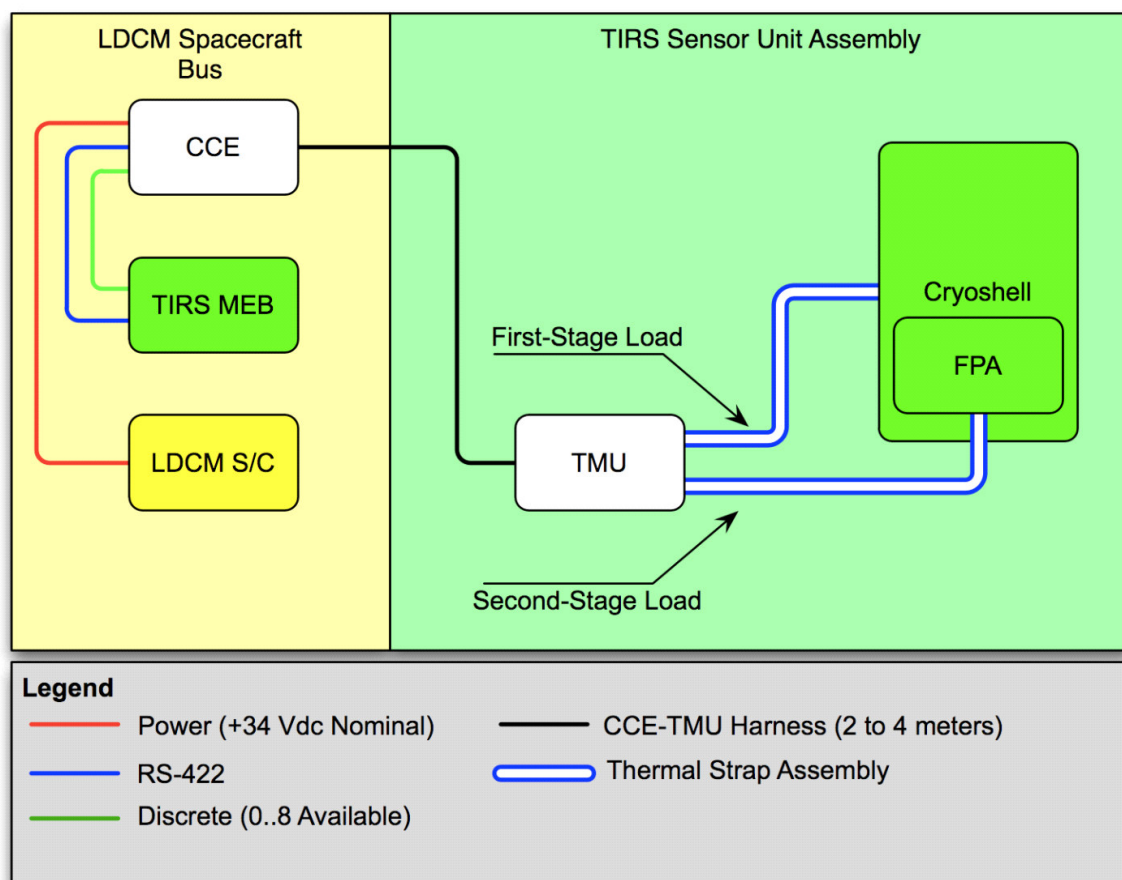 LDCM Spacecraft
Bus
TIRS Sensor Unit Assembly
CCE
TIRS MEB
LDCM S/C
First-Stage Load
TMU
Second-Stage Load
Cryoshell
FPA
Legend
Power (+34 Vdc Nominal)
RS-422
Discrete (0..8 Available)
CCE-TMU Harness (2 to 4 meters)
Thermal Strap Assembly